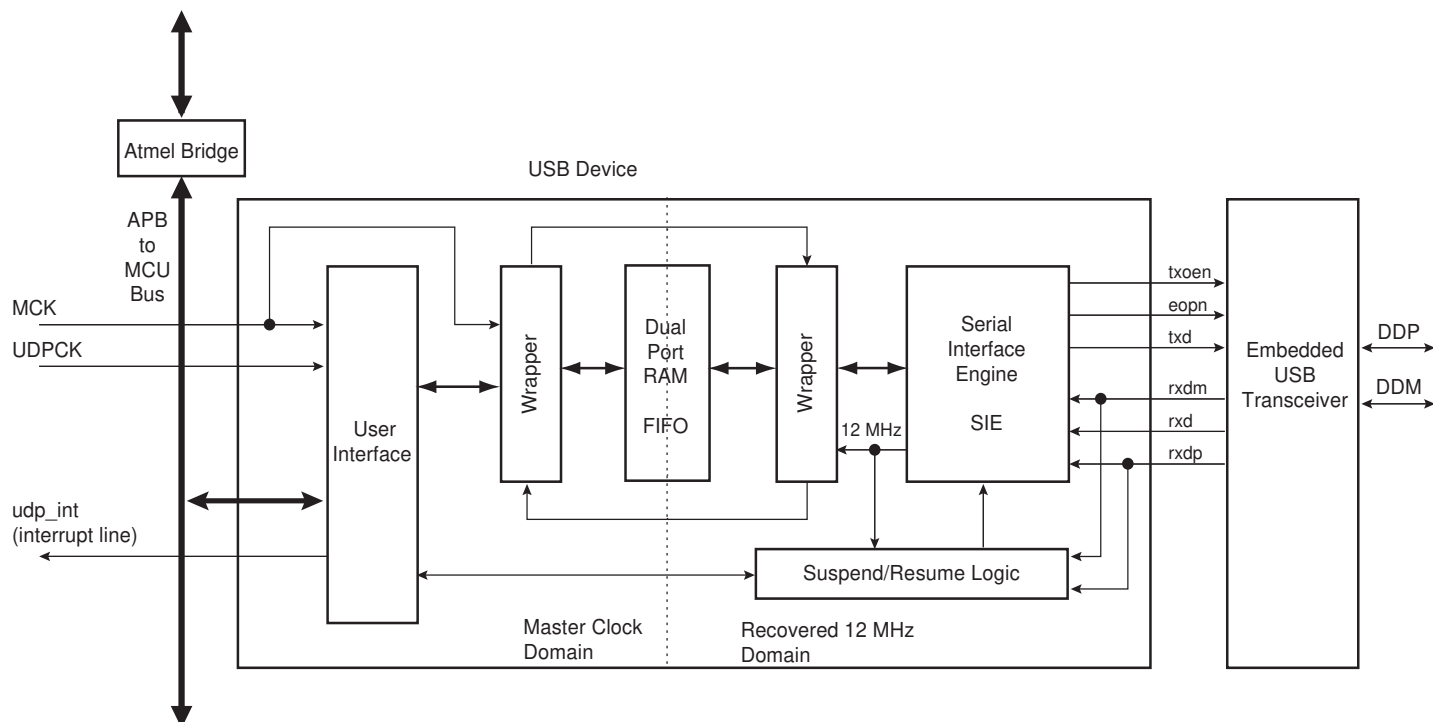 Atmel Bridge
USB Device
APB
to
MCU
Bus
MCK
UDPCK
udp_int
(interrupt line)
User
Interface
Wrapper
Dual
Port
RAM
FIFO
Wrapper
12 MHz
Serial
Interface
Engine
SIE
Suspend/Resume Logic
Master Clock
Domain
Recovered 12 MHz
Domain
txoen
eopn
txd
rxdm
rxd
rxdp
Embedded
USB
Transceiver
DDP
DDM